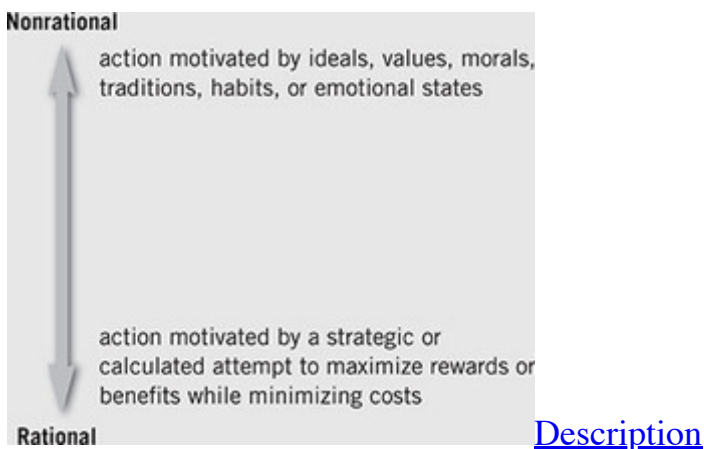 Nonrational
action motivated by ideals, values, morals,
traditions, habits, or emotional states
action motivated by a strategic or
calculated attempt to maximize rewards or
benefits while minimizing costs
Rational
Description